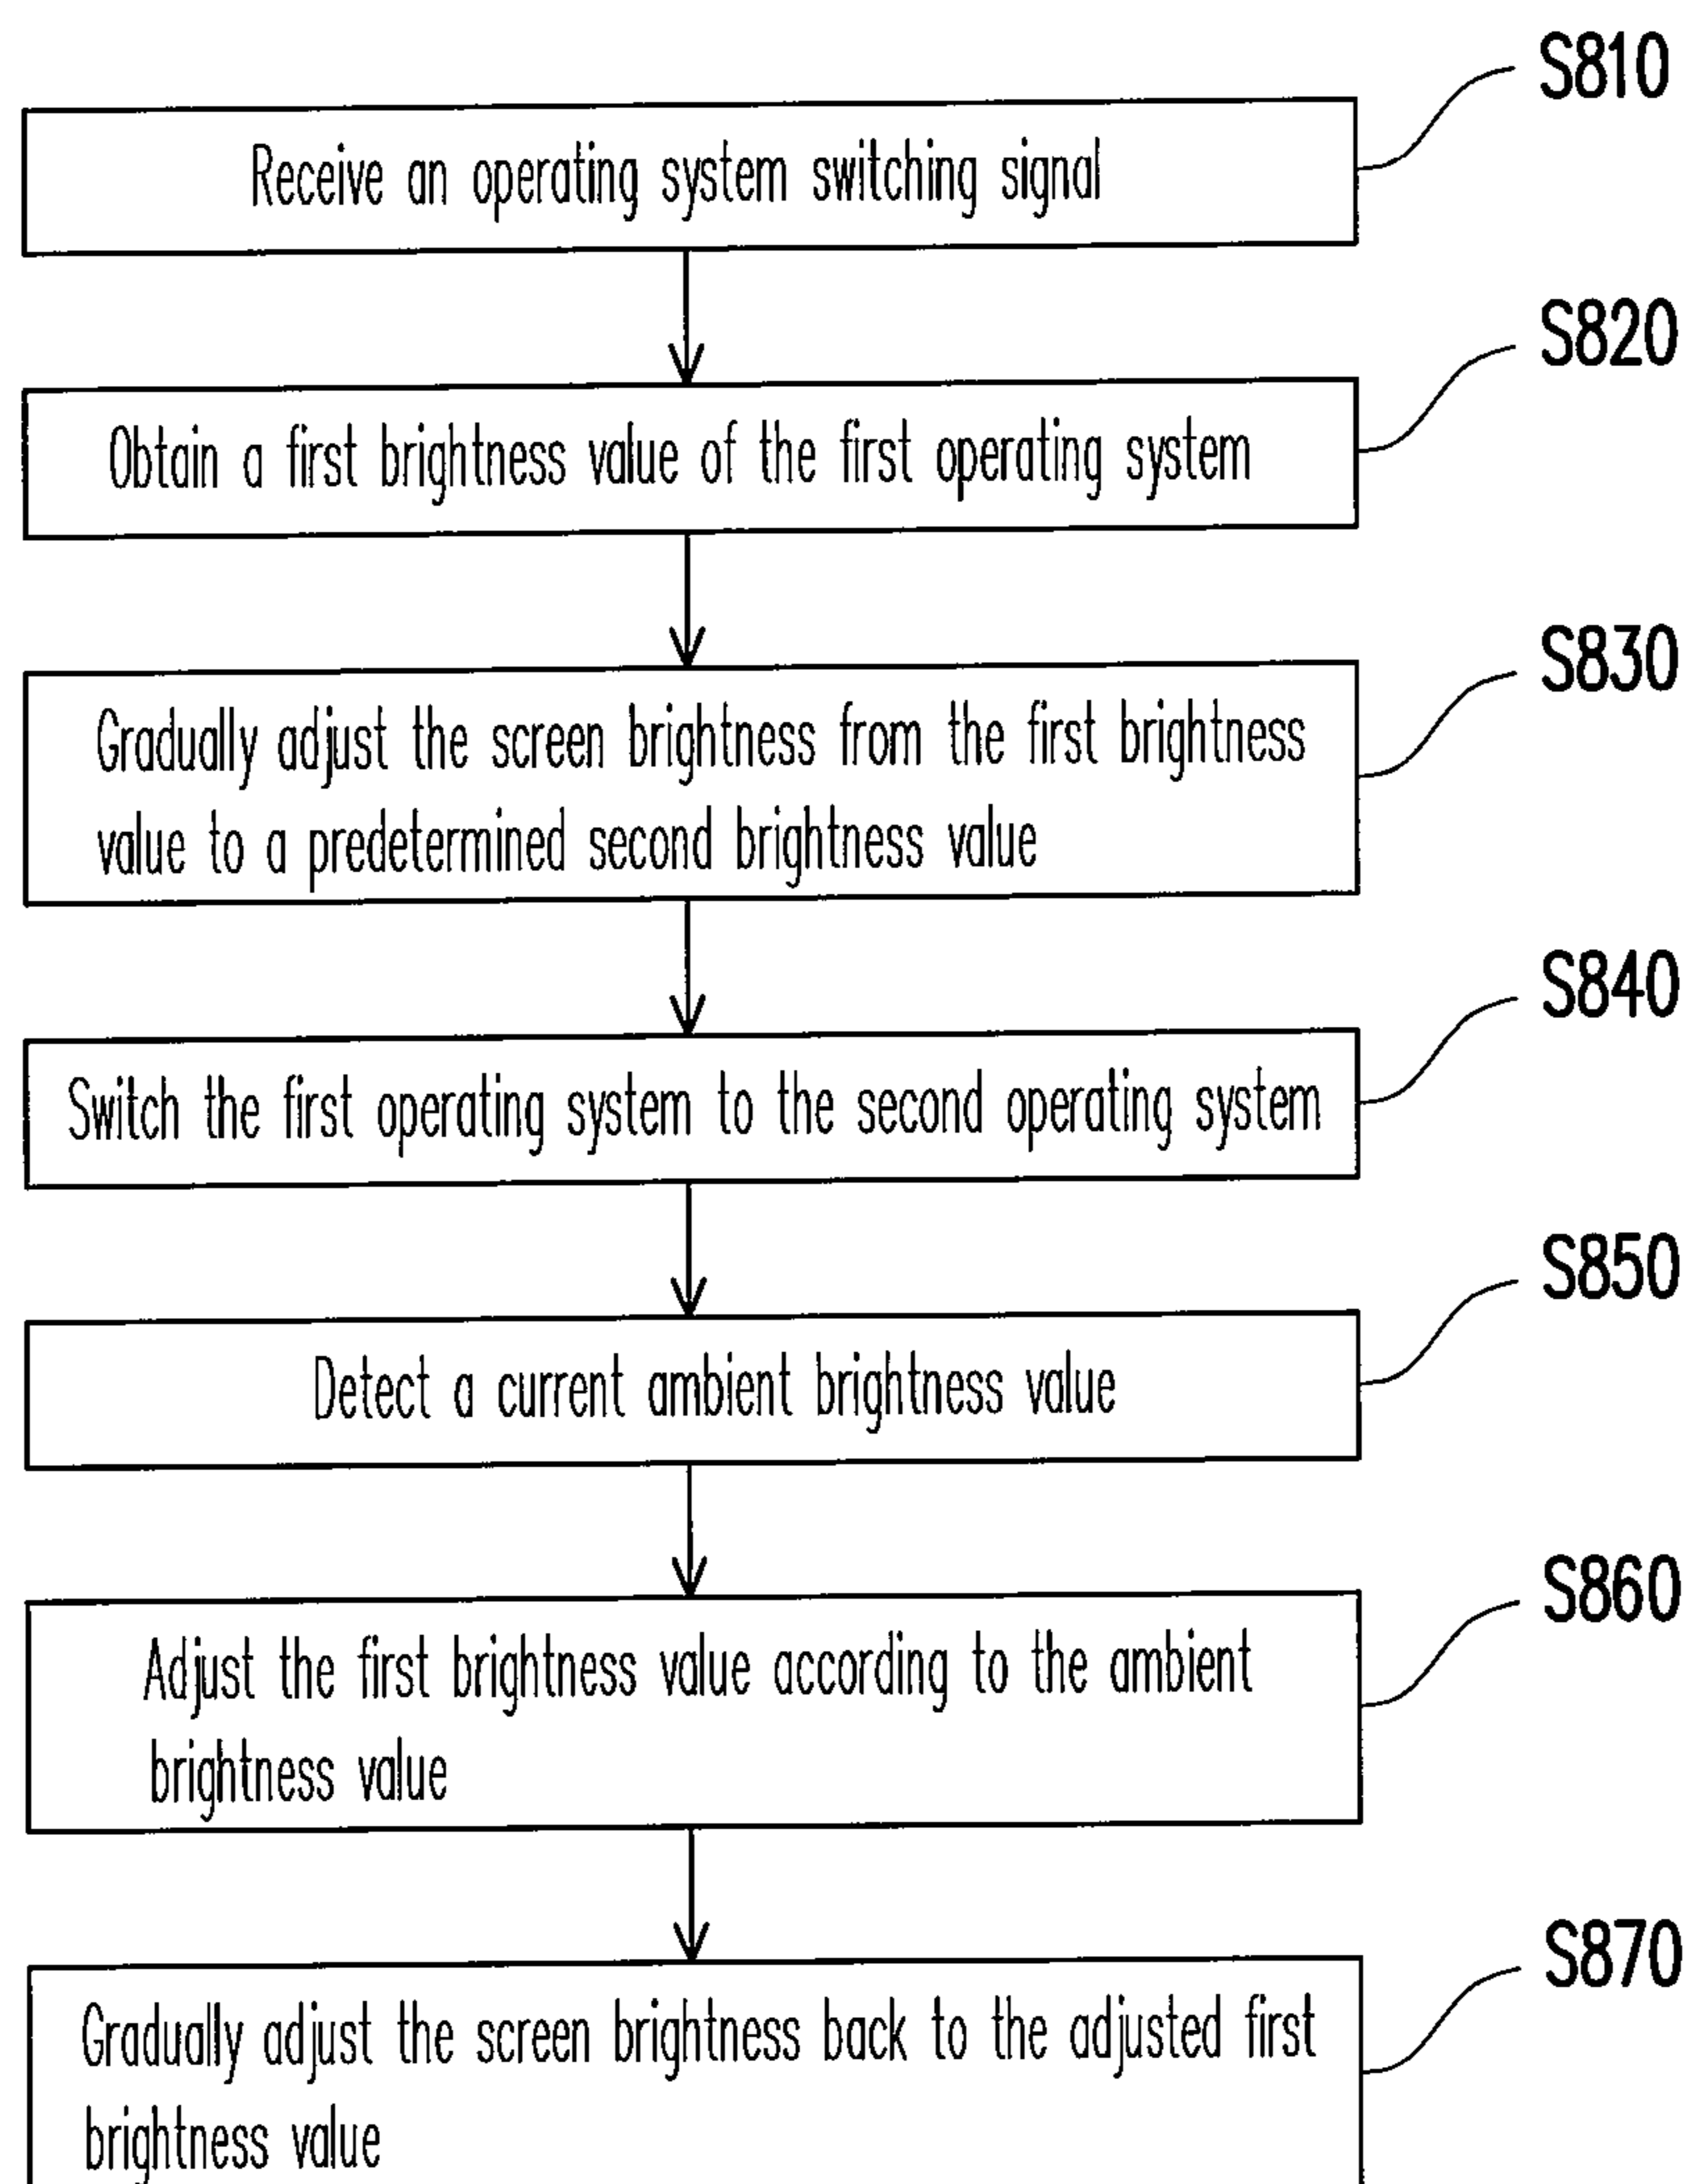 S810
Receive an operating system switching signal
S820
Obtain a first brightness value of the first operating system
S830
Gradually adjust the screen brightness from the first brightness
value to a predetermined second brightness value
S840
Switch the first operating system to the second operating system
S850
Detect a current ambient brightness value
S860
Adjust the first brightness value according to the ambient
brightness value
S870
Gradually adjust the screen brightness back to the adjusted first
brightness value